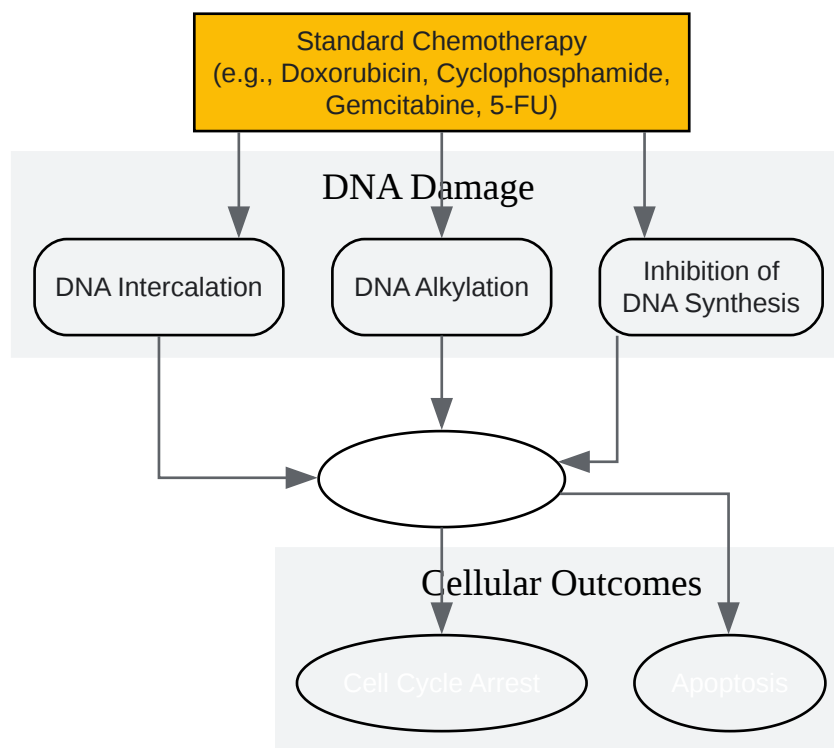 Standard Chemotherapy
(e.g., Doxorubicin, Cyclophosphamide,
Gemcitabine, 5-FU)
DNA Damage
DNA Intercalation
DNA Alkylation
Inhibition of
DNA Synthesis
Cellular Outcomes
Cell Cycle Arrest
Apoptosis